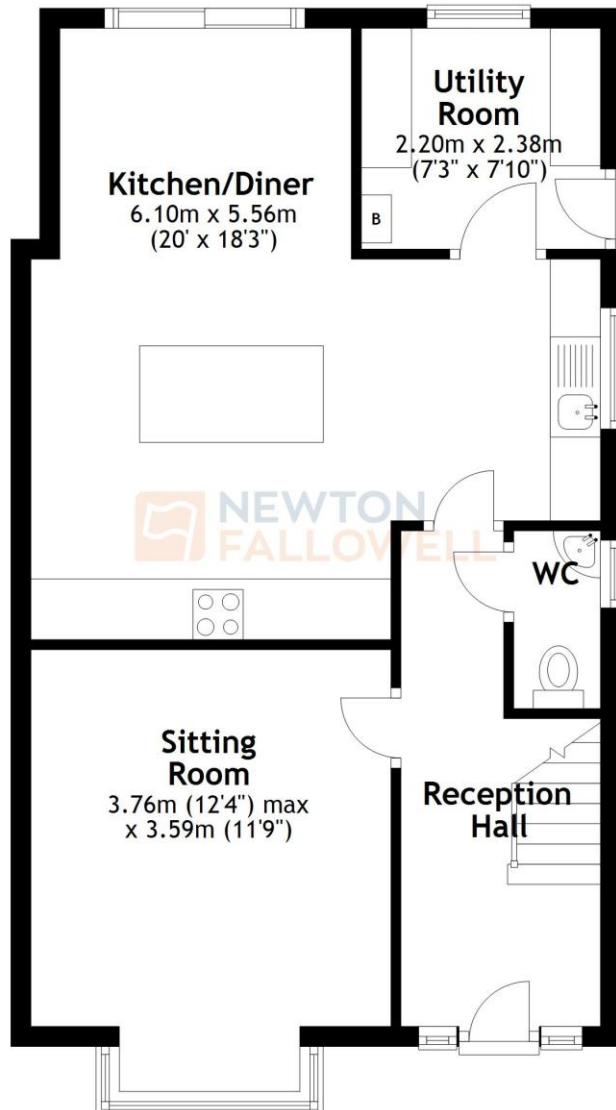 Utility
Room
2.20m x 2.38m
(7'3" x 7'10")
Kitchen/Diner
6.10m x 5.56m
(20' x 18'3")
B
NEWTON
FALLOWELL
WC
Sitting
Room
3.76m (12'4") max
x 3.59m (11'9")
Reception
Hall